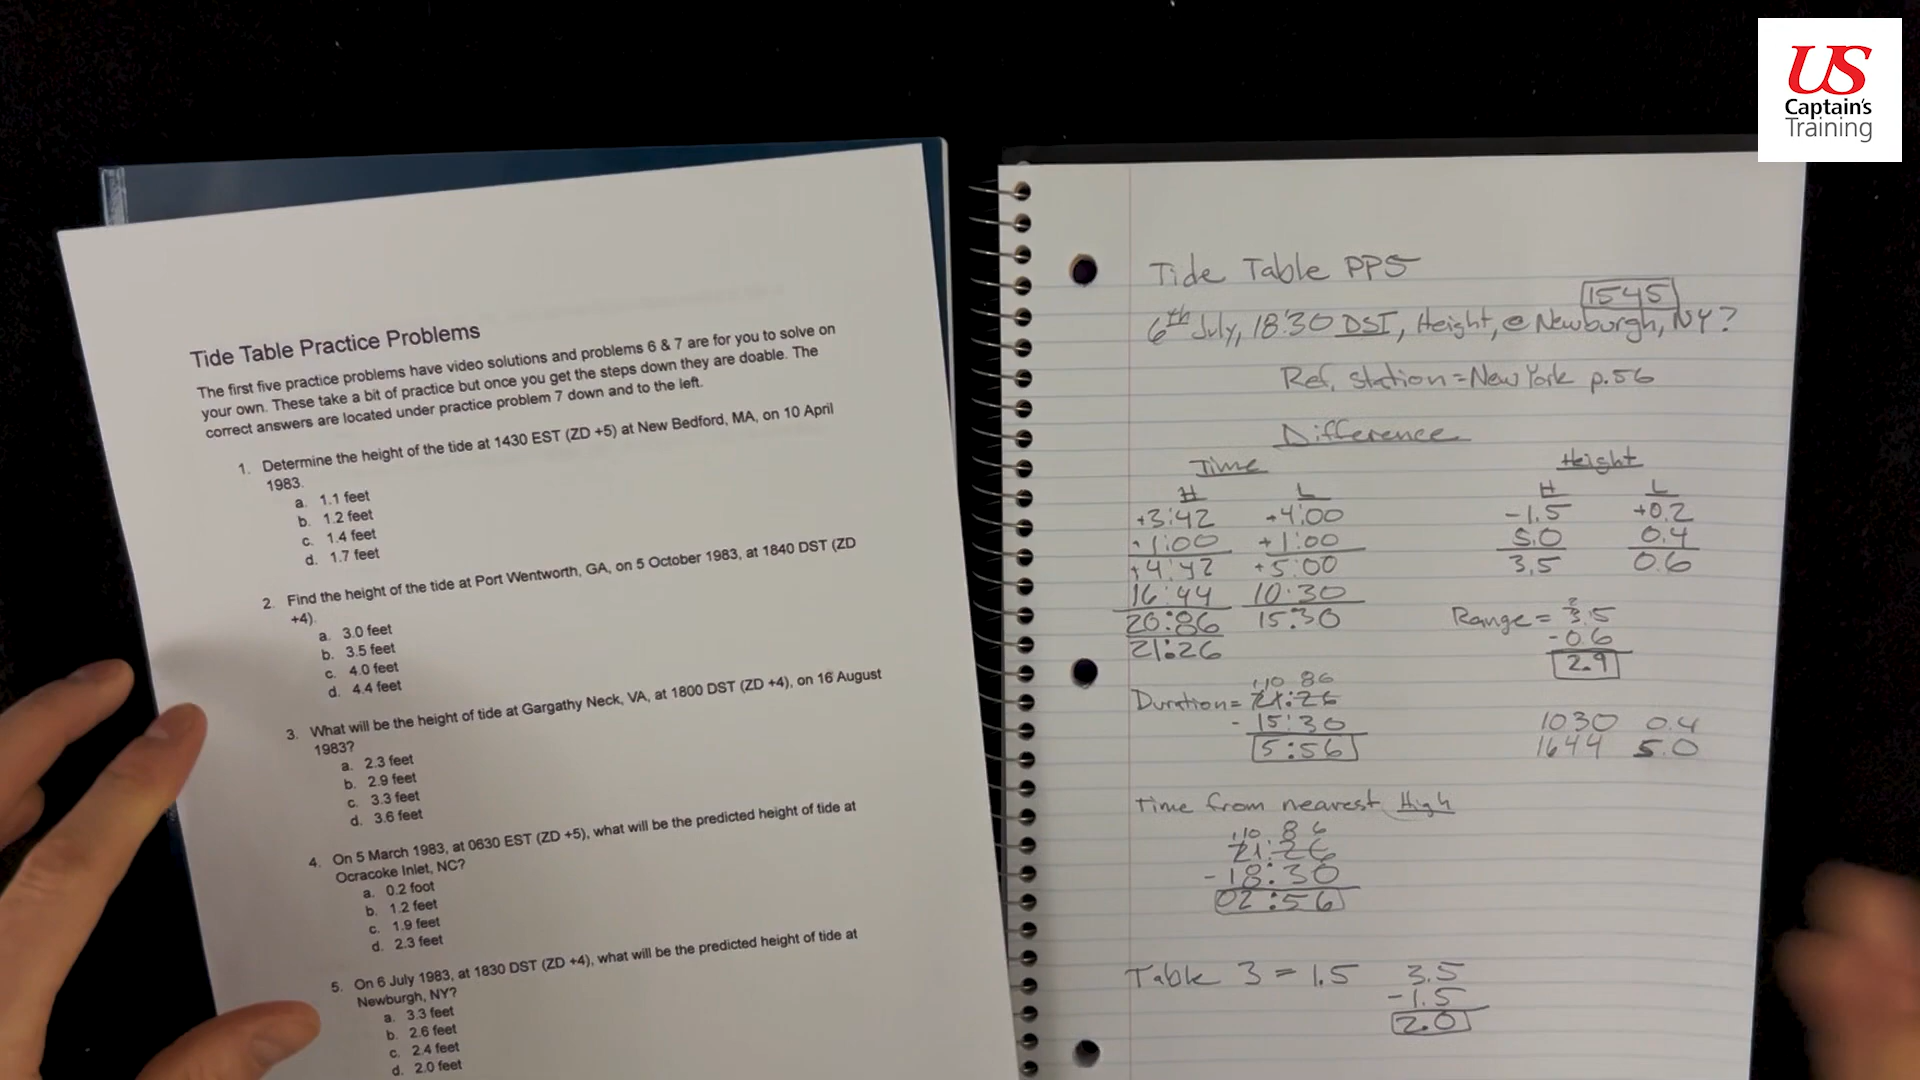 US
Captain's
Training
Tide Table Practice Problems
The first five practice problems have video solutions and problems 6 & 7 are for you to solve on
your own. These take a bit of practice but once you get the steps down they are doable. The
correct answers are located under practice problem 7 down and to the left.
1. Determine the height of the tide at 1430 EST (ZD +5) at New Bedford, MA, on 10 April
1983.
a. 1.1 feet
b. 1.2 feet
c. 1.4 feet
d. 1.7 feet
2. Find the height of the tide at Port Wentworth, GA, on 5 October 1983, at 1840 DST (ZD
+4).
a. 3.0 feet
b. 3.5 feet
c. 4.0 feet
d. 4.4 feet
3. What will be the height of tide at Gargathy Neck, VA, at 1800 DST (ZD +4), on 16 August
1983?
a. 2.3 feet
b. 2.9 feet
c. 3.3 feet
d. 3.6 feet
4. On 5 March 1983, at 0630 EST (ZD +5), what will be the predicted height of tide at
Ocracoke Inlet, NC?
a. 0.2 foot
b. 1.2 feet
c. 1.9 feet
d. 2.3 feet
5. On 6 July 1983, at 1830 DST (ZD +4), what will be the predicted height of tide at
Newburgh, NY?
a. 3.3 feet
b. 2.6 feet
c. 2.4 feet
d. 2.0 feet
Tide Table PP5
1545
6th July, 18:30 DST, Height, @ Newburgh, NY?
Ref. Station = New York p.56
Difference
Time Height
H L H L
+3:42 +4:00 -1.5 +0.2
+1:00 +1:00 5.0 0.4
+4:42 +5:00 3.5 0.6
16:44 10:30
20:86 15:30
21:26
Range = 3.5
-0.6
2.9
Duration = 21:26
- 15:30
5:56
1030 0.4
1644 5.0
Time from nearest High
21:26
- 18:30
02:56
Table 3 = 1.5 3.5
- 1.5
2.0